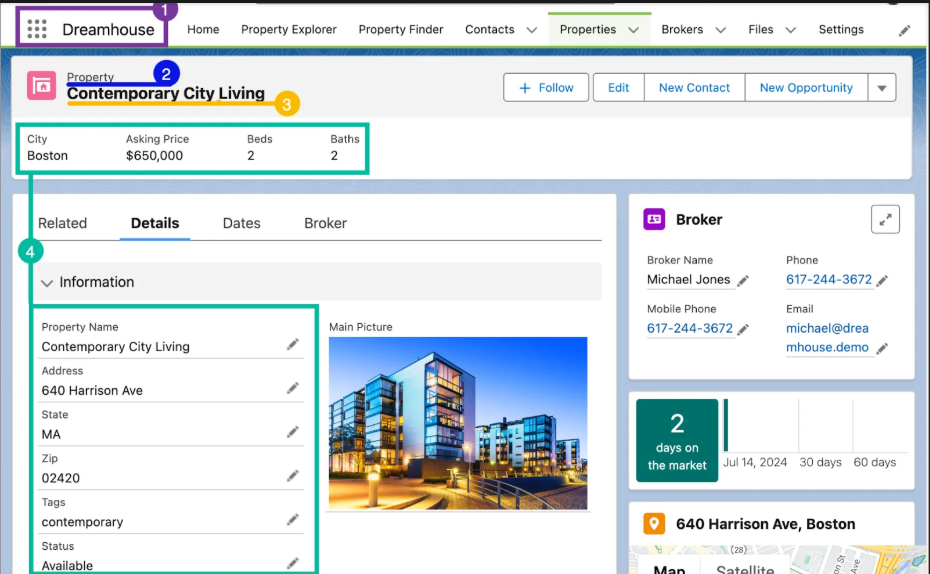 1
Dreamhouse Home Property Explorer Property Finder Contacts Properties Brokers Files Settings
Property 2
Contemporary City Living 3
Follow Edit New Contact New Opportunity
City Asking Price Beds Baths
Boston $650,000 2 2
Related Details Dates Broker
4
Information
Property Name
Contemporary City Living
Address
640 Harrison Ave
State
MA
Zip
02420
Tags
contemporary
Status
Available
Main Picture
Broker
Broker Name Phone
Michael Jones 617-244-3672
Mobile Phone Email
617-244-3672 michael@drea
mhouse.demo
2
days on
the market
Jul 14, 2024 30 days 60 days
640 Harrison Ave, Boston
(28)
Map Satellite